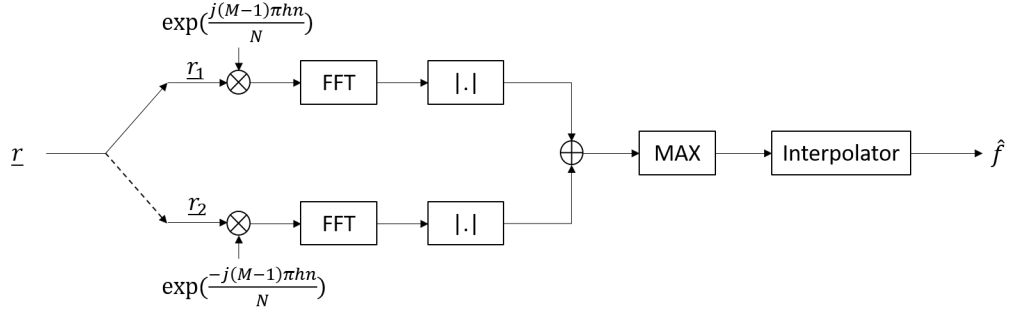 exp(j(M−1)πhn/N)
r₁ FFT |.|
r MAX Interpolator f̂
r₂ FFT |.|
exp(−j(M−1)πhn/N)